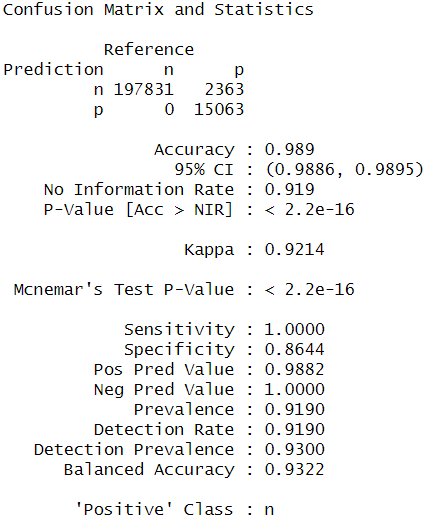 Confusion Matrix and Statistics
Reference
Prediction n p
n 197831 2363
p 0 15063
Accuracy : 0.989
95% CI : (0.9886, 0.9895)
No Information Rate : 0.919
P-Value [Acc > NIR] : < 2.2e-16
Kappa : 0.9214
Mcnemar's Test P-Value : < 2.2e-16
Sensitivity : 1.0000
Specificity : 0.8644
Pos Pred Value : 0.9882
Neg Pred Value : 1.0000
Prevalence : 0.9190
Detection Rate : 0.9190
Detection Prevalence : 0.9300
Balanced Accuracy : 0.9322
'Positive' Class : n